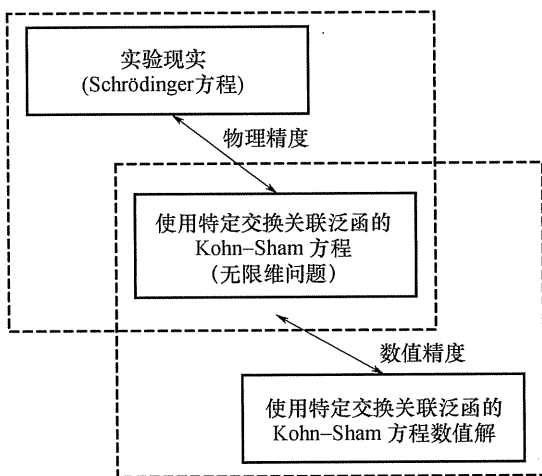 实验现实
(Schrödinger方程)
物理精度
使用特定交换关联泛函的
Kohn–Sham 方程
（无限维问题）
数值精度
使用特定交换关联泛函的
Kohn–Sham 方程数值解